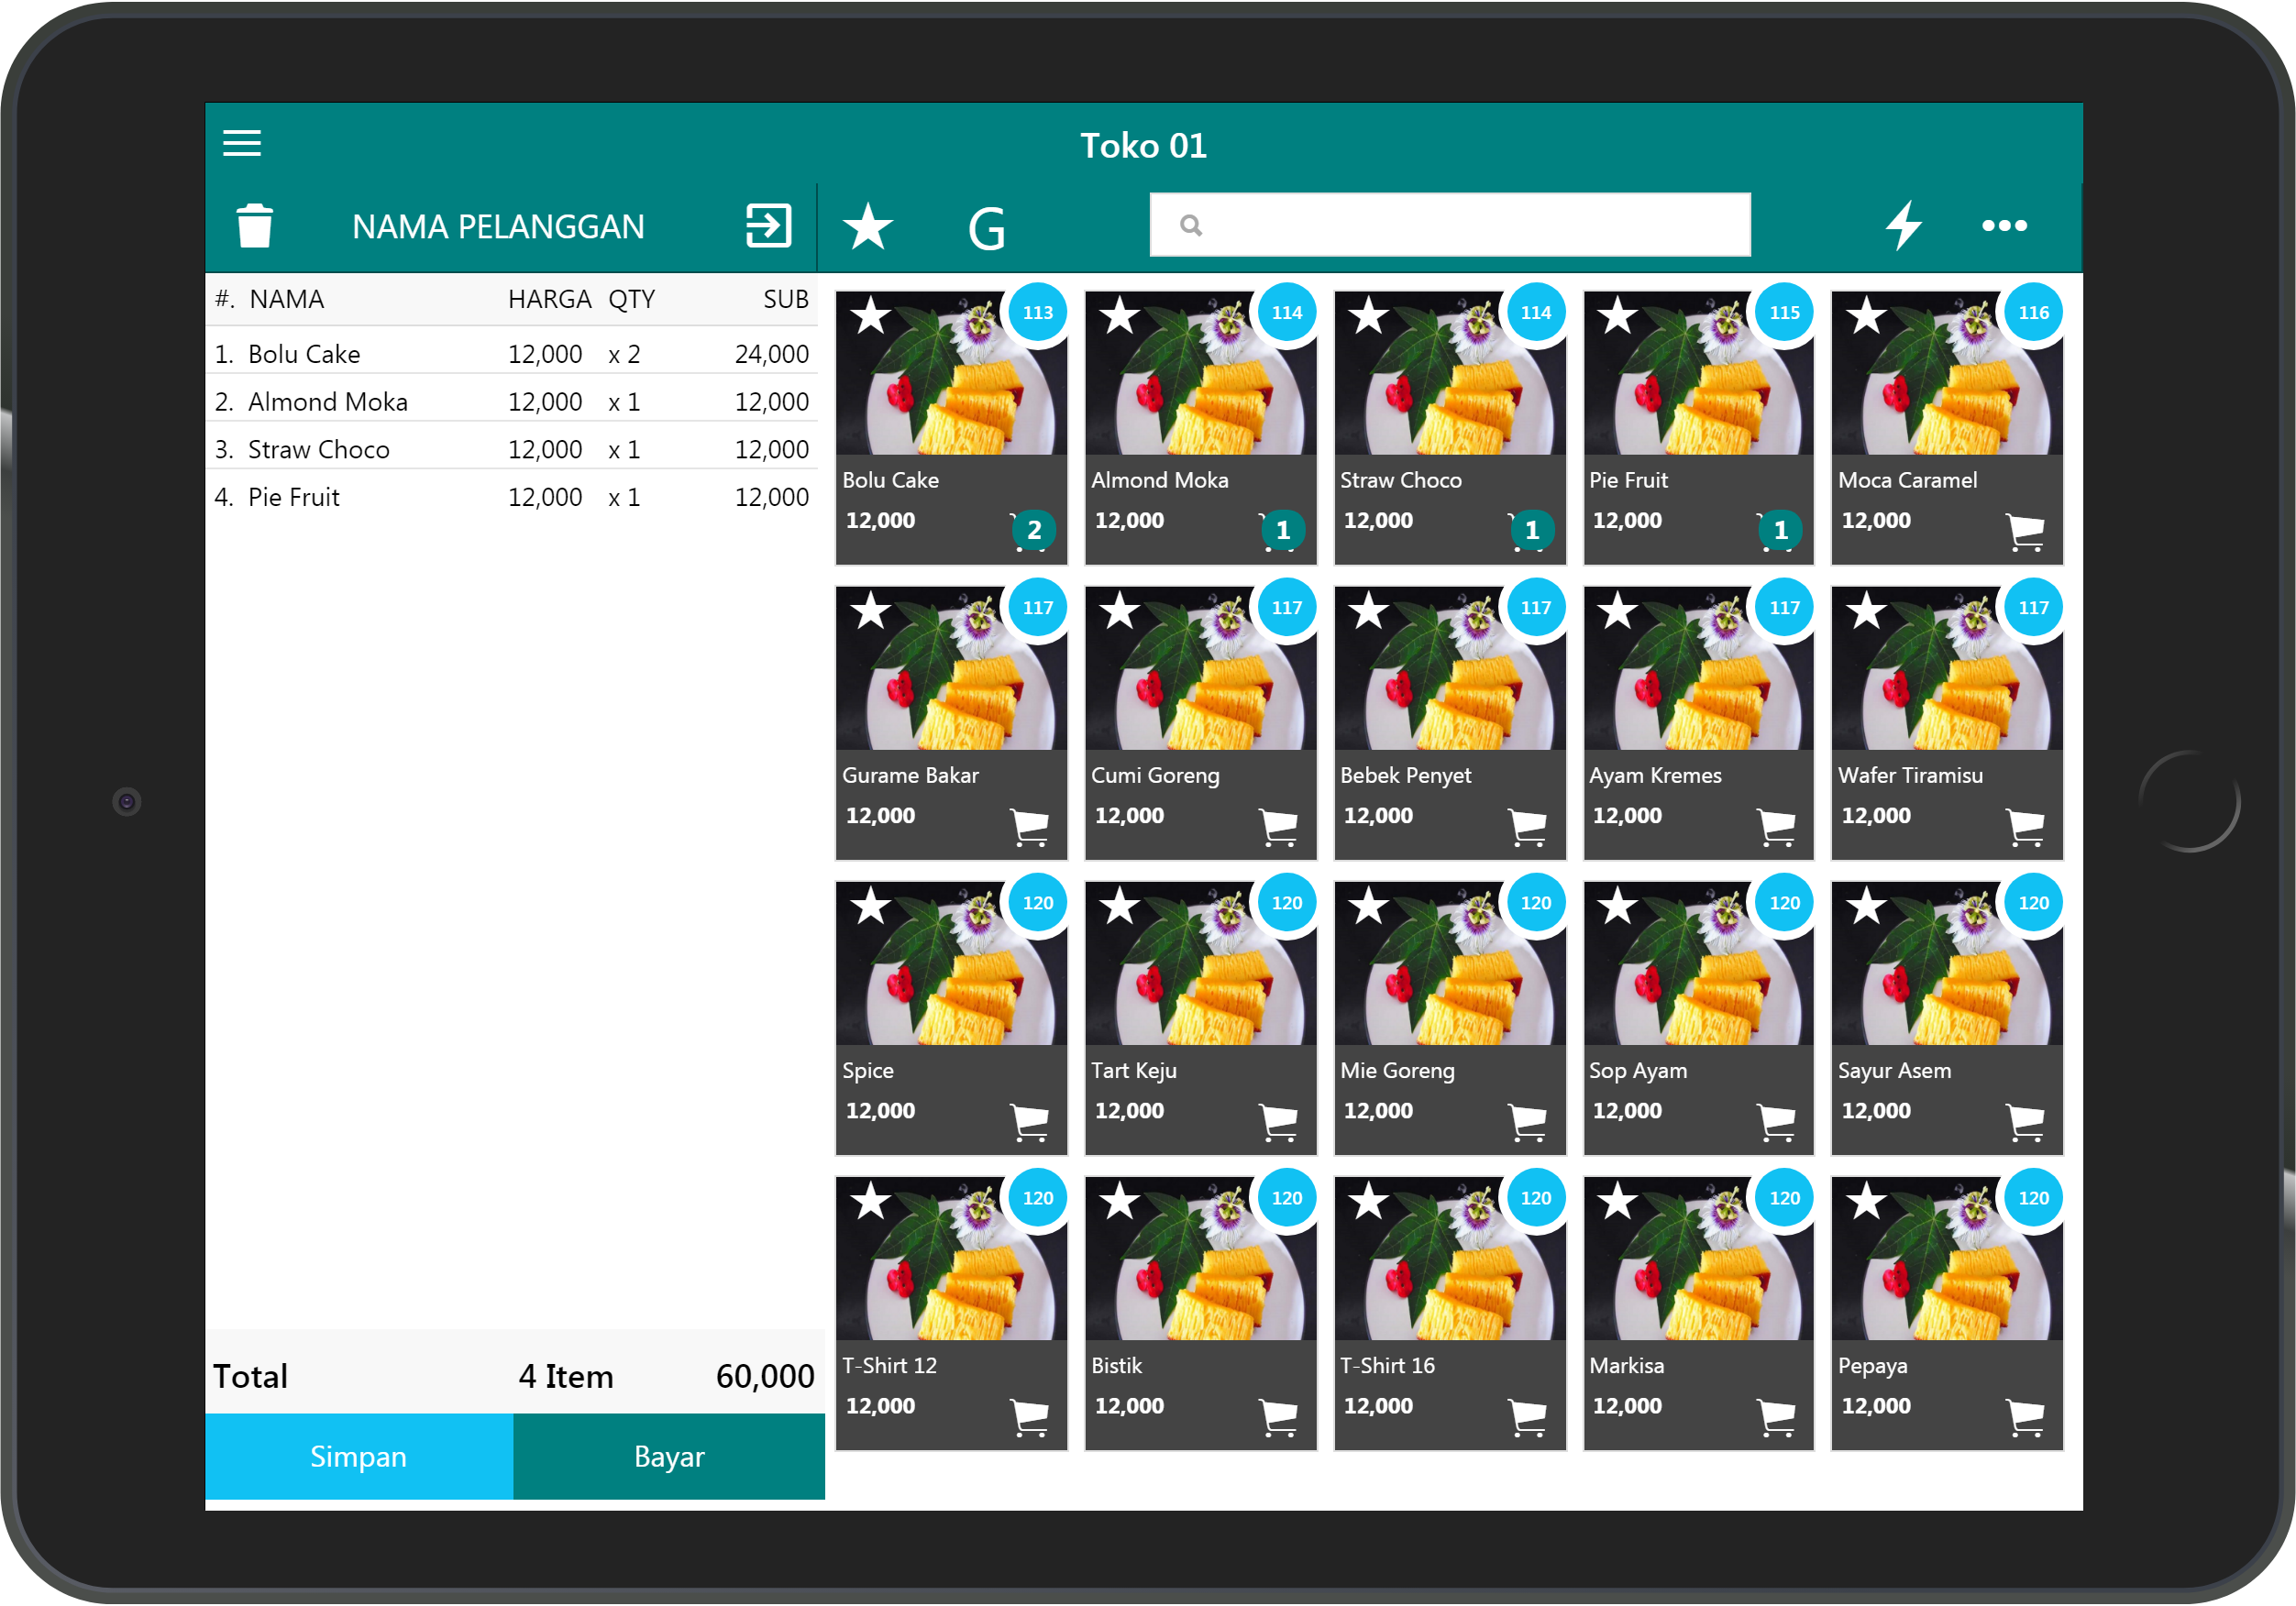 Toko 01
NAMA PELANGGAN
G
#. NAMA HARGA QTY SUB
1. Bolu Cake 12,000 x 2 24,000
2. Almond Moka 12,000 x 1 12,000
3. Straw Choco 12,000 x 1 12,000
4. Pie Fruit 12,000 x 1 12,000
Total 4 Item 60,000
Simpan Bayar
113 114 114 115 116
Bolu Cake Almond Moka Straw Choco Pie Fruit Moca Caramel
12,000 12,000 12,000 12,000 12,000
2 1 1 1
117 117 117 117 117
Gurame Bakar Cumi Goreng Bebek Penyet Ayam Kremes Wafer Tiramisu
12,000 12,000 12,000 12,000 12,000
120 120 120 120 120
Spice Tart Keju Mie Goreng Sop Ayam Sayur Asem
12,000 12,000 12,000 12,000 12,000
120 120 120 120 120
T-Shirt 12 Bistik T-Shirt 16 Markisa Pepaya
12,000 12,000 12,000 12,000 12,000